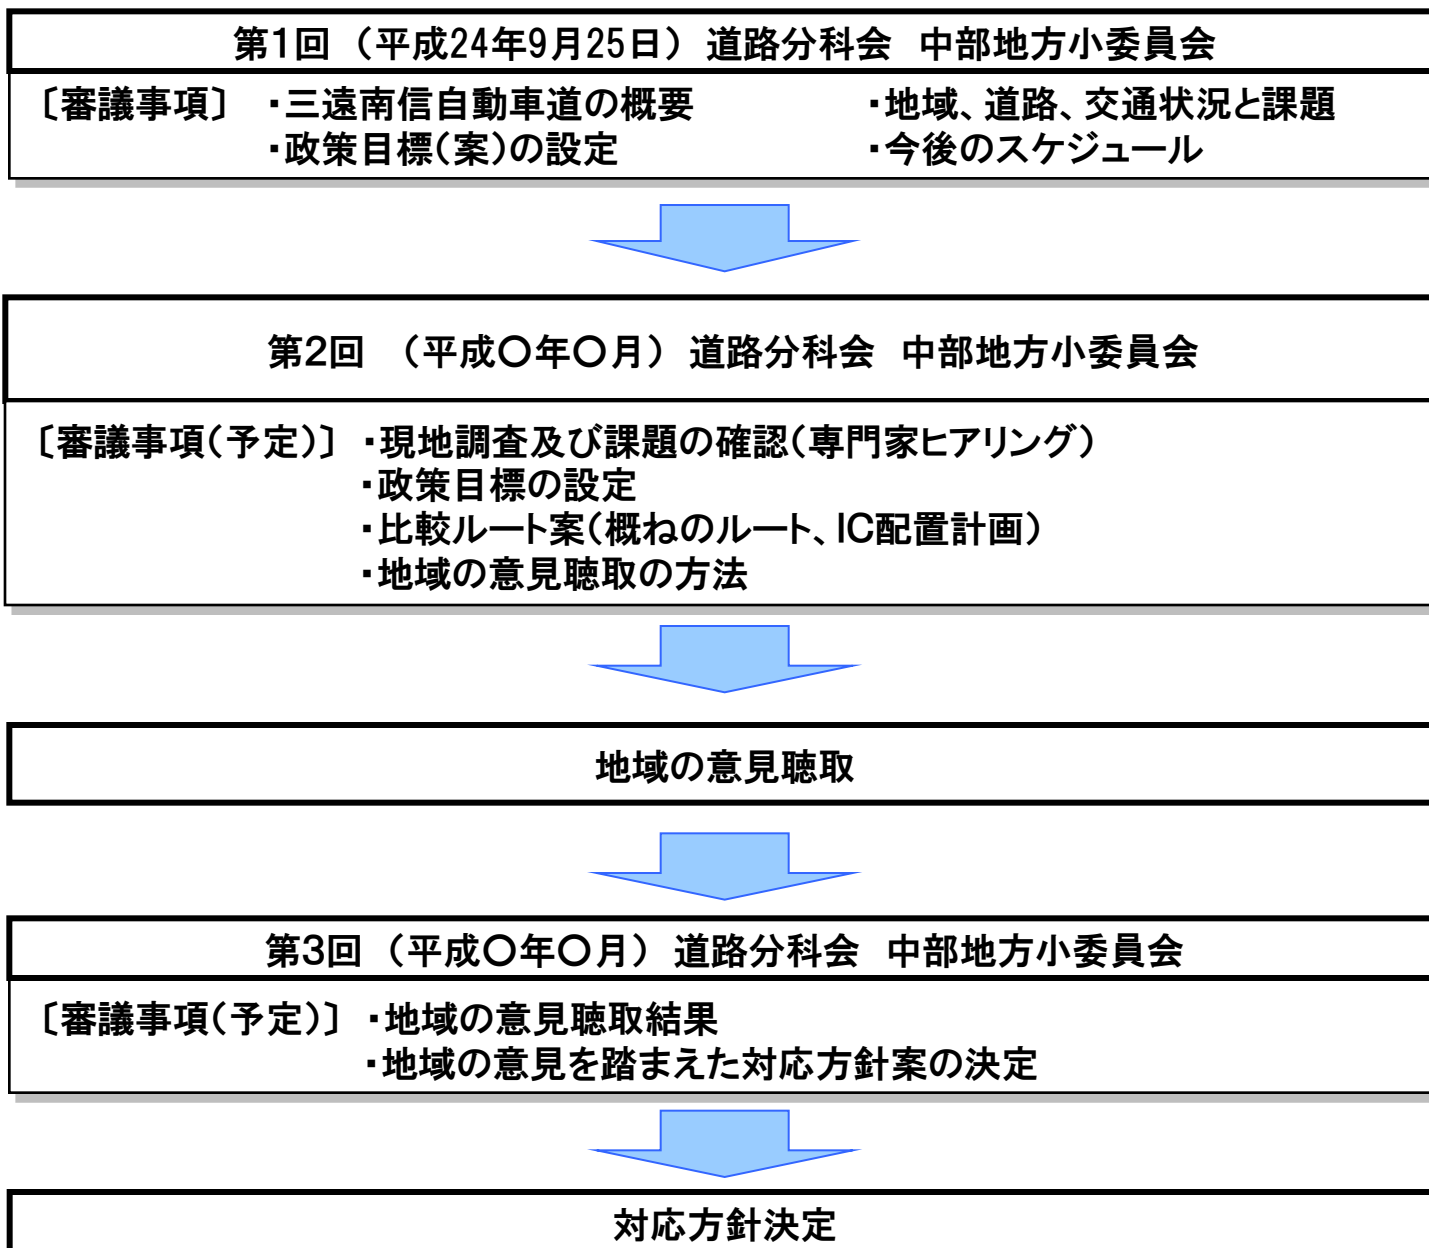 第1回 (平成24年9月25日) 道路分科会 中部地方小委員会
〔審議事項〕 ・三遠南信自動車道の概要 ・地域、道路、交通状況と課題
・政策目標(案)の設定 ・今後のスケジュール
第2回 (平成〇年〇月) 道路分科会 中部地方小委員会
〔審議事項(予定)〕 ・現地調査及び課題の確認(専門家ヒアリング)
・政策目標の設定
・比較ルート案(概ねのルート、IC配置計画)
・地域の意見聴取の方法
地域の意見聴取
第3回 (平成〇年〇月) 道路分科会 中部地方小委員会
〔審議事項(予定)〕 ・地域の意見聴取結果
・地域の意見を踏まえた対応方針案の決定
対応方針決定